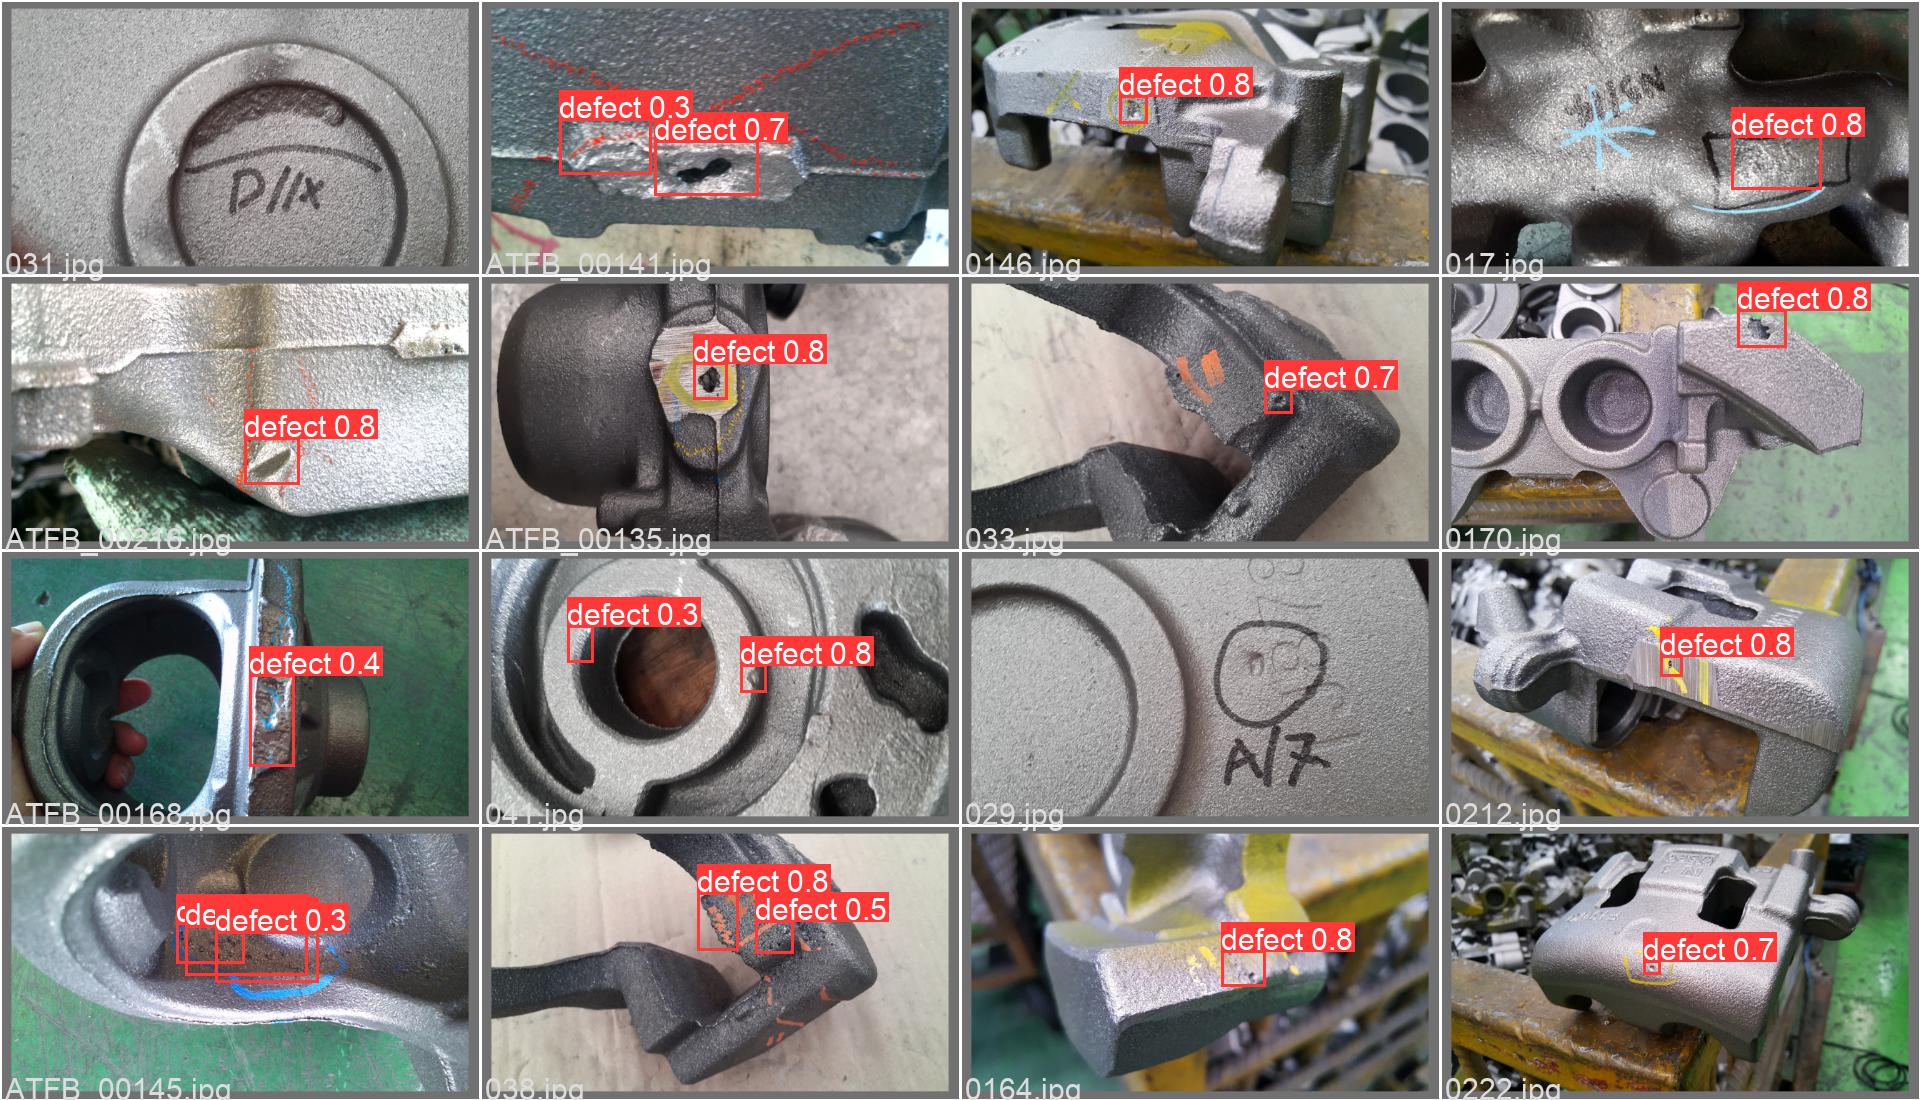 031.jpg
D//x
ATFB_00141.jpg
defect 0.3
defect 0.7
0146.jpg
defect 0.8
017.jpg
defect 0.8
ATFB_00216.jpg
defect 0.8
ATFB_00135.jpg
defect 0.8
033.jpg
defect 0.7
0170.jpg
defect 0.8
ATFB_00168.jpg
defect 0.4
041.jpg
defect 0.3
defect 0.8
029.jpg
A/7
0212.jpg
defect 0.8
ATFB_00145.jpg
defect 0.3
038.jpg
defect 0.8
defect 0.5
0164.jpg
defect 0.8
0222.jpg
defect 0.7